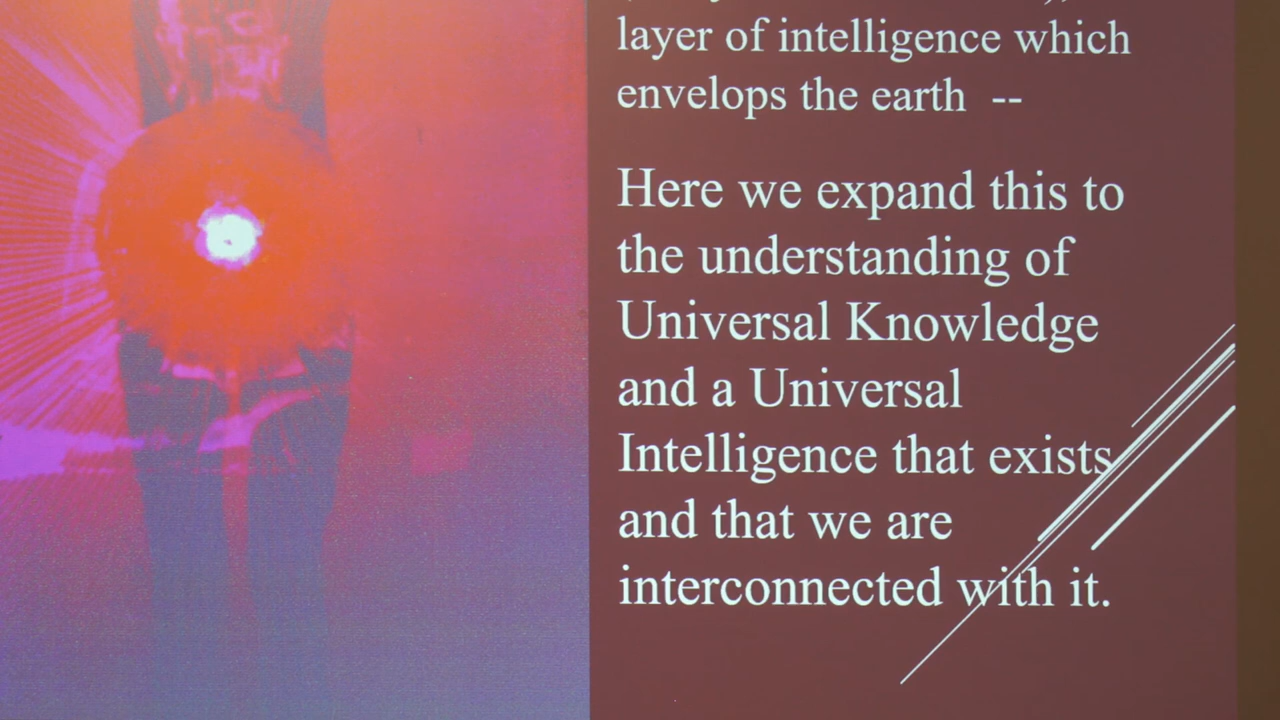 layer of intelligence which
envelops the earth --
Here we expand this to
the understanding of
Universal Knowledge
and a Universal
Intelligence that exists
and that we are
interconnected with it.